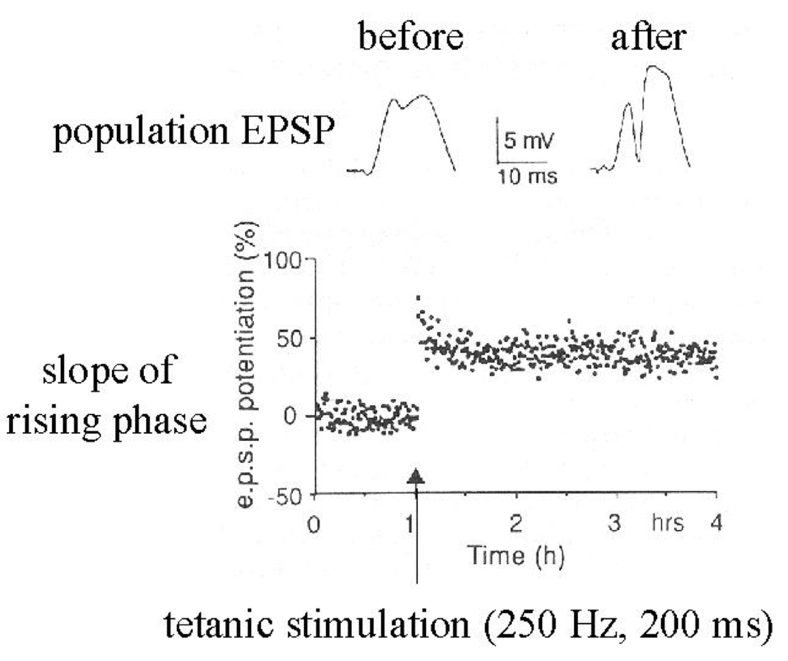 before after
population EPSP
5 mV
10 ms
e.p.s.p. potentiation (%)
100
50
0
-50
slope of
rising phase
0 1 2 3 hrs 4
Time (h)
tetanic stimulation (250 Hz, 200 ms)